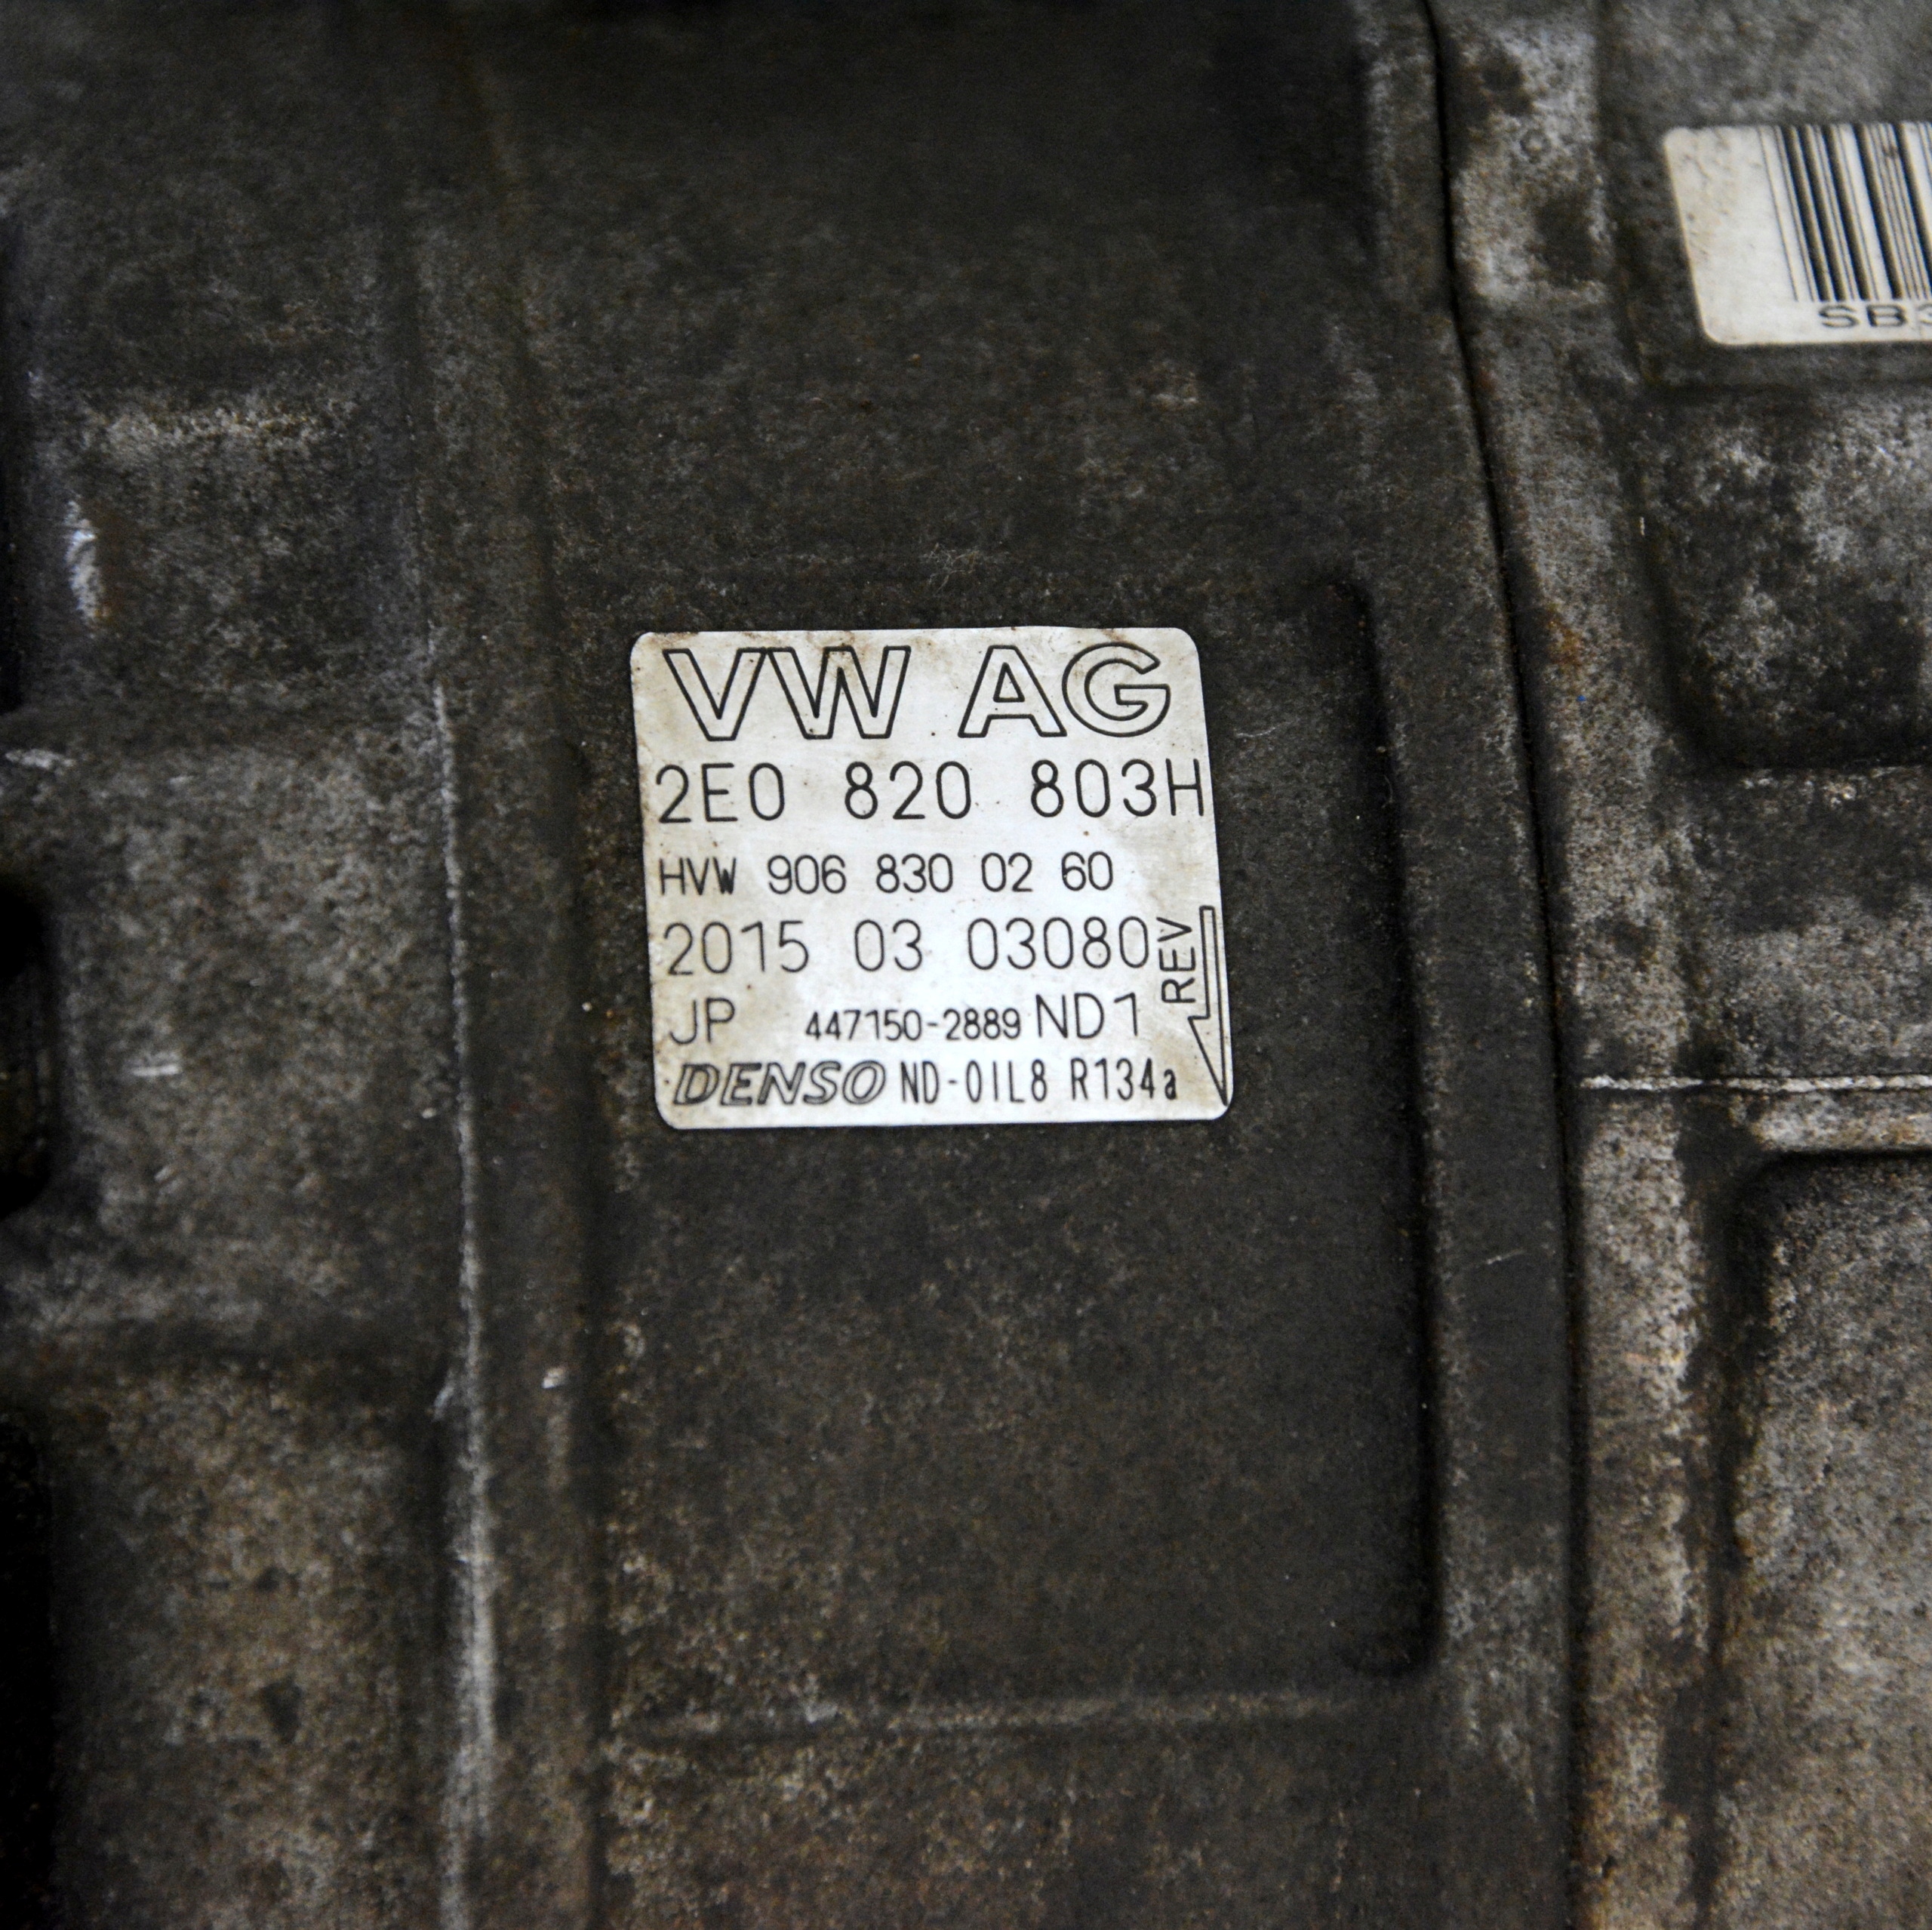 VW AG
2E0 820 803H
HVW 906 830 02 60
2015 03 03080
REV
JP 447150-2889 ND1
DENSO ND-OIL8 R134a